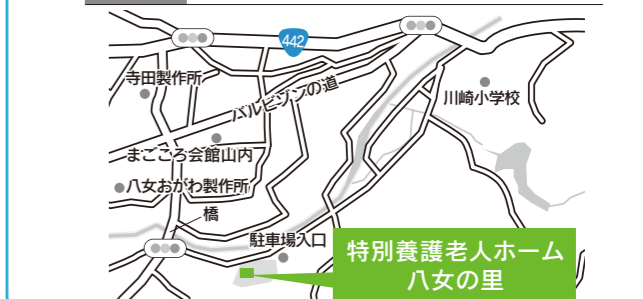 442
寺田製作所
バルビゾンの道
川崎小学校
まごころ会館山内
八女おがわ製作所
橋
駐車場入口
特別養護老人ホーム
八女の里